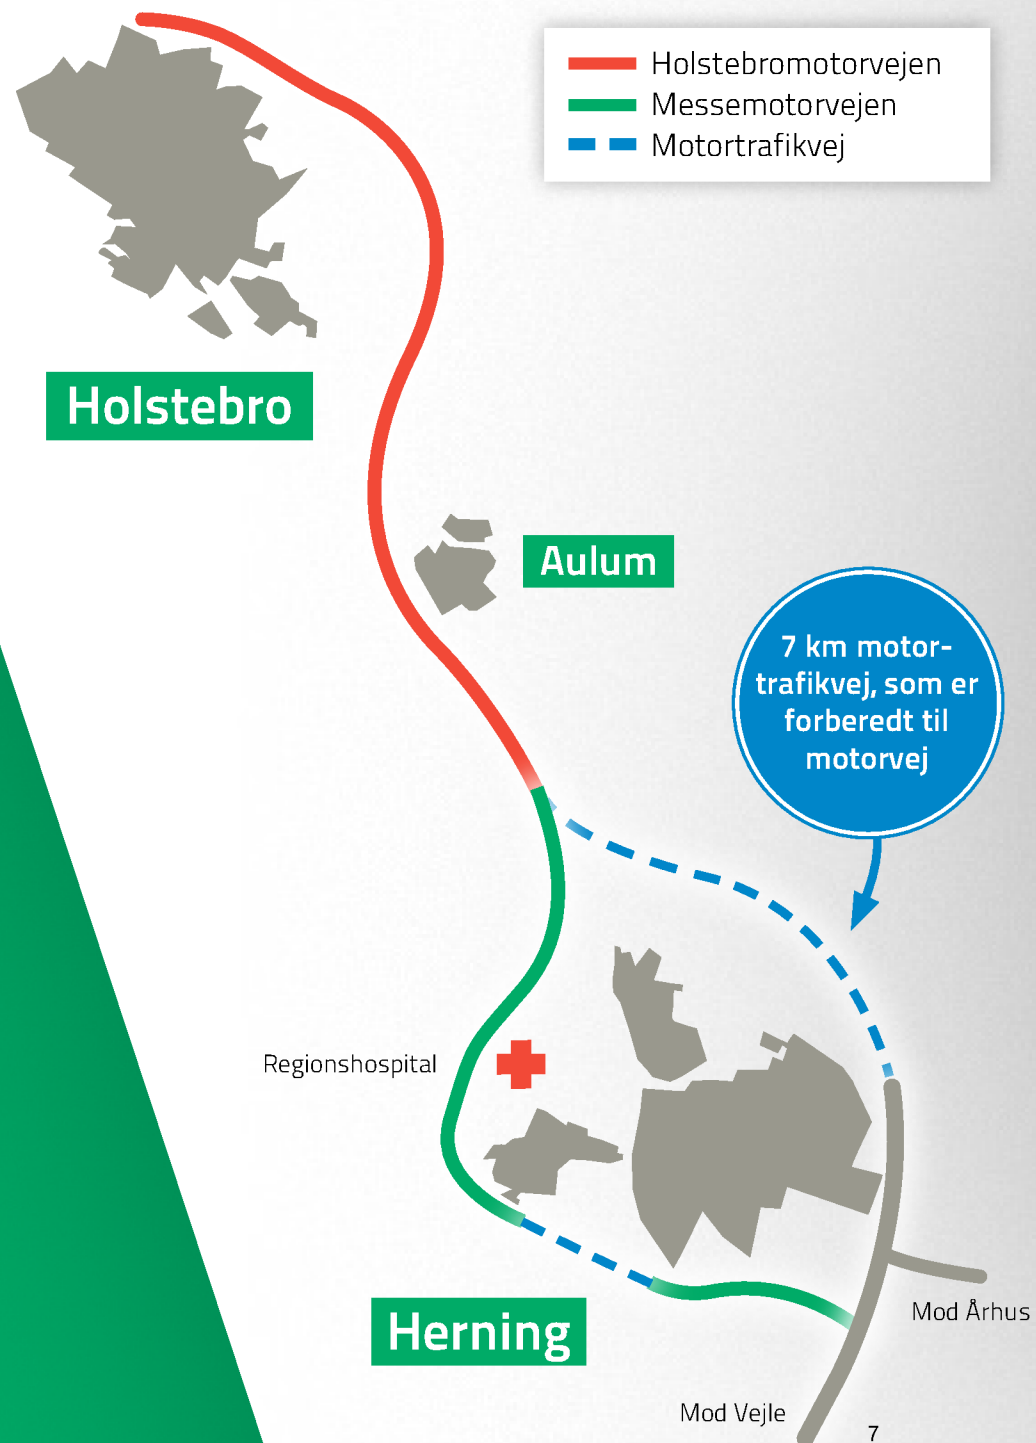 Holstebromotorvejen
Messemotorvejen
Motortrafikvej
Holstebro
Aulum
7 km motor-
trafikvej, som er
forberedt til
motorvej
Regionshospital
Herning
Mod Århus
Mod Vejle
7